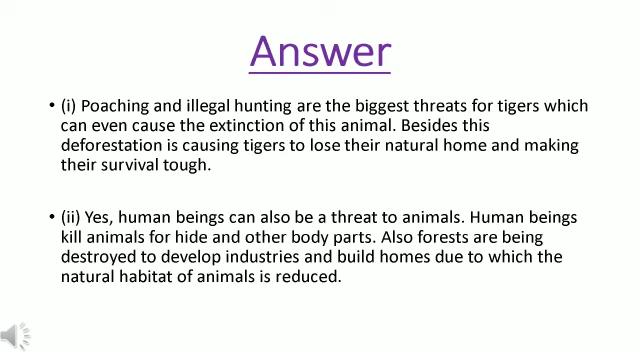 Answer
• (i) Poaching and illegal hunting are the biggest threats for tigers which
can even cause the extinction of this animal. Besides this
deforestation is causing tigers to lose their natural home and making
their survival tough.
• (ii) Yes, human beings can also be a threat to animals. Human beings
kill animals for hide and other body parts. Also forests are being
destroyed to develop industries and build homes due to which the
natural habitat of animals is reduced.